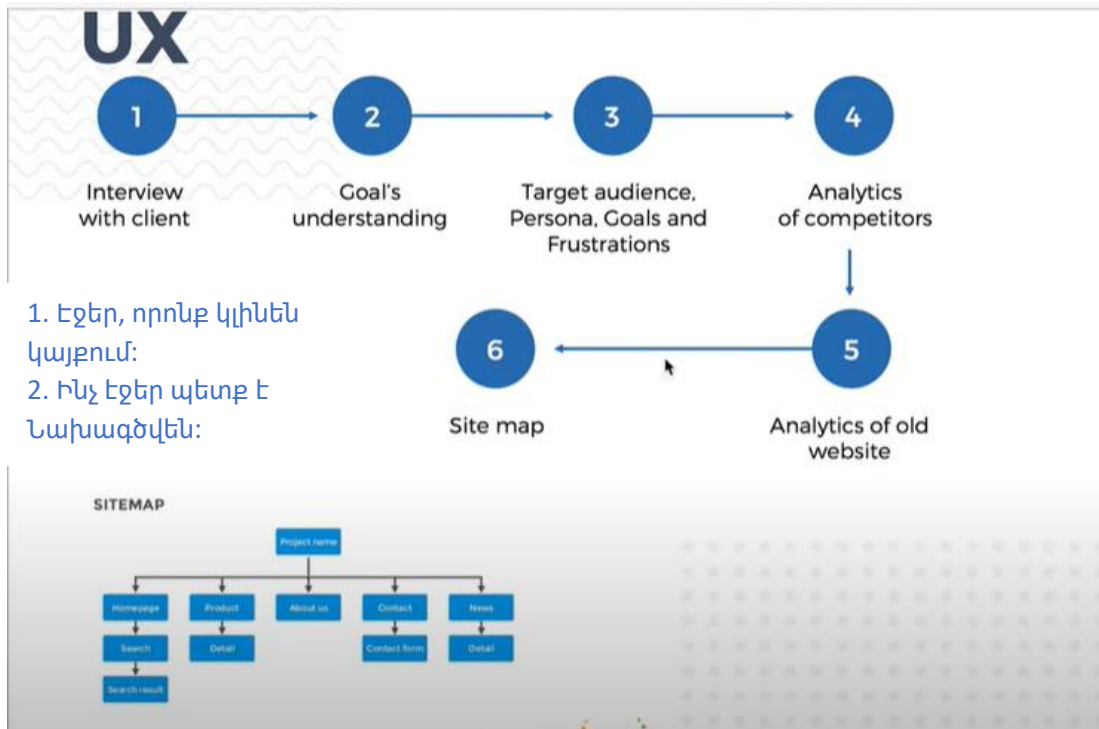 UX
1
2
3
4
Interview
with client
Goal's
understanding
Target audience,
Persona, Goals and
Frustrations
Analytics
of competitors
1. Էջեր, որոնք կլինեն
կայքում:
2. Ինչ էջեր պետք է
Նախագծվեն:
6
5
Site map
Analytics of old
website
SITEMAP
Project name
Homepage
Product
About us
Contact
News
Search
Detail
Contact form
Detail
Search result